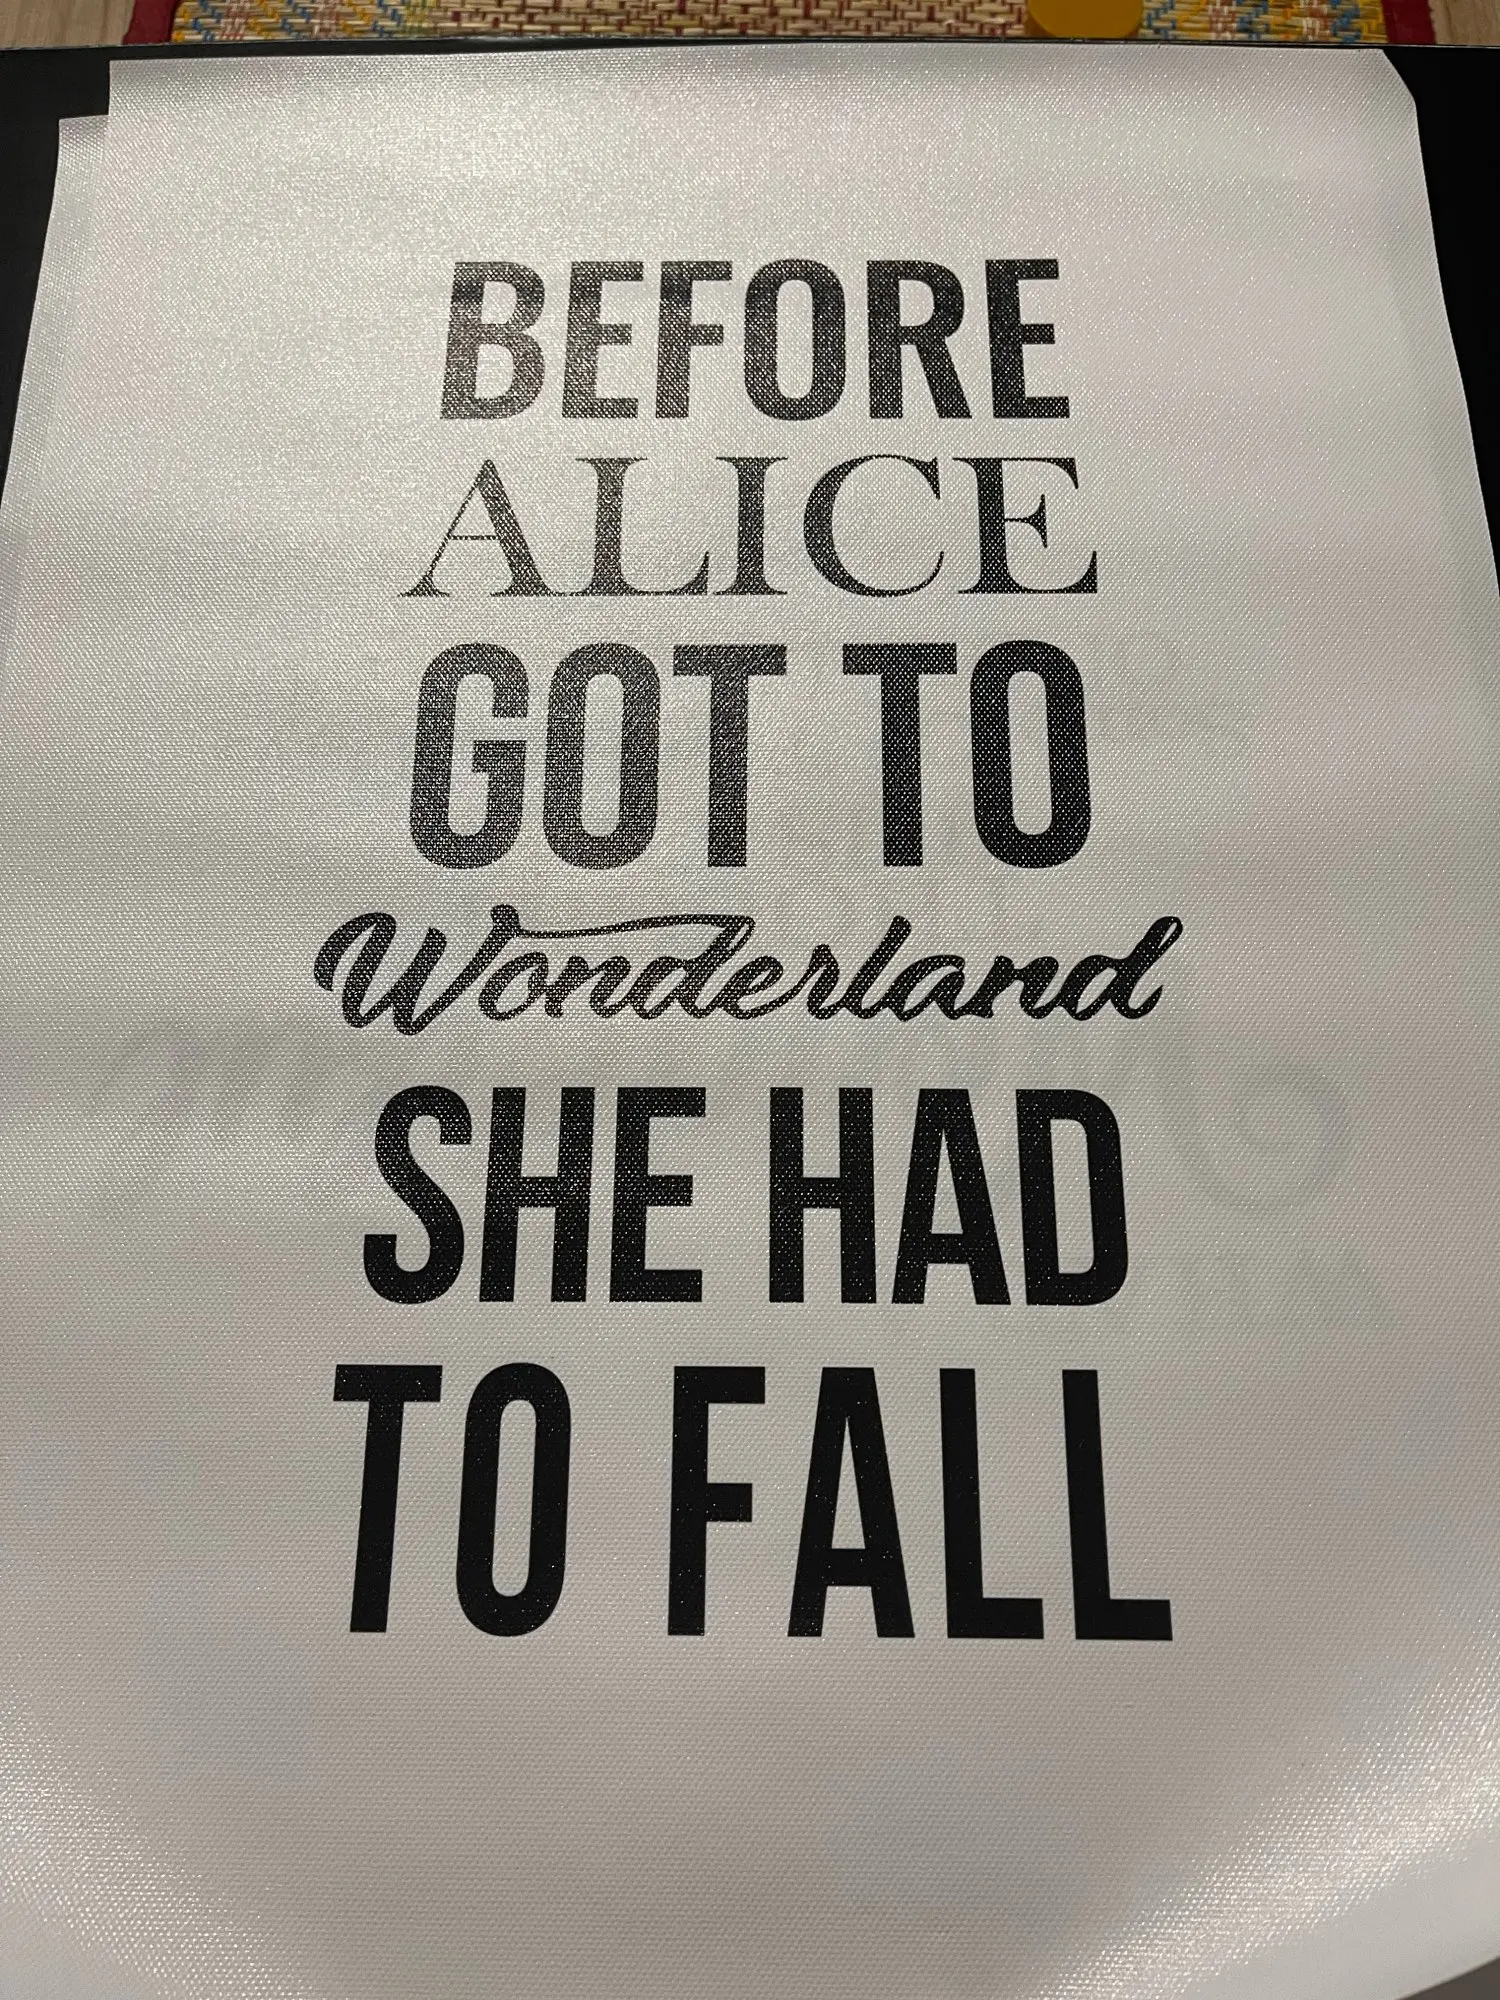 BEFORE
ALICE
GOT TO
Wonderland
SHE HAD
TO FALL